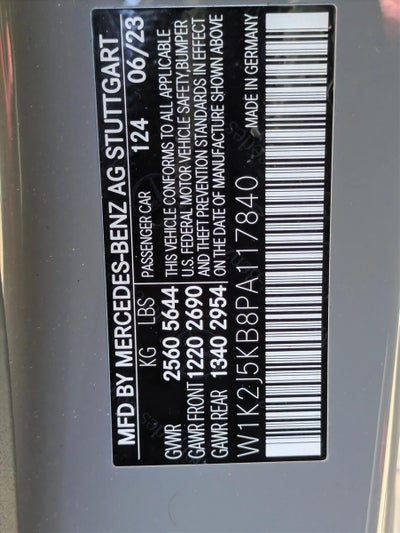 MFD BY MERCEDES-BENZ AG STUTTGART
KG LBS PASSENGER CAR 124 06/23
GVWR 2560 5644 THIS VEHICLE CONFORMS TO ALL APPLICABLE
GAWR FRONT 1220 2690 U.S. FEDERAL MOTOR VEHICLE SAFETY,BUMPER
AND THEFT PREVENTION STANDARDS IN EFFECT
GAWR REAR 1340 2954 ON THE DATE OF MANUFACTURE SHOWN ABOVE
W1K2J5KB8PA117840 MADE IN GERMANY